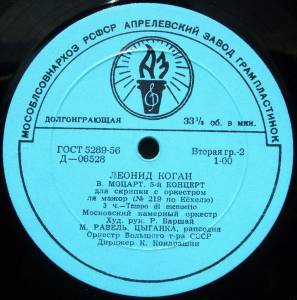 МОСОБЛСОВНАРХОЗ РСФСР АПРЕЛЕВСКИЙ ЗАВОД ГРАМПЛАСТИНОК
АЗ
ДОЛГОИГРАЮЩАЯ
33⅓ об. в мин.
ГОСТ 5289-56
Вторая гр.-2
Д—06528
1-00
ЛЕОНИД КОГАН
В. МОЦАРТ. 5-й КОНЦЕРТ
для скрипки с оркестром
ля мажор (№ 219 по Кёхелю)
3 ч.—Tempo di menuetto
Московский камерный оркестр
Худ. рук. Р. Баршай
М. РАВЕЛЬ. ЦЫГАНКА, рапсодия
Оркестр Большого т-ра СССР
Дирижер К. Кондрашин